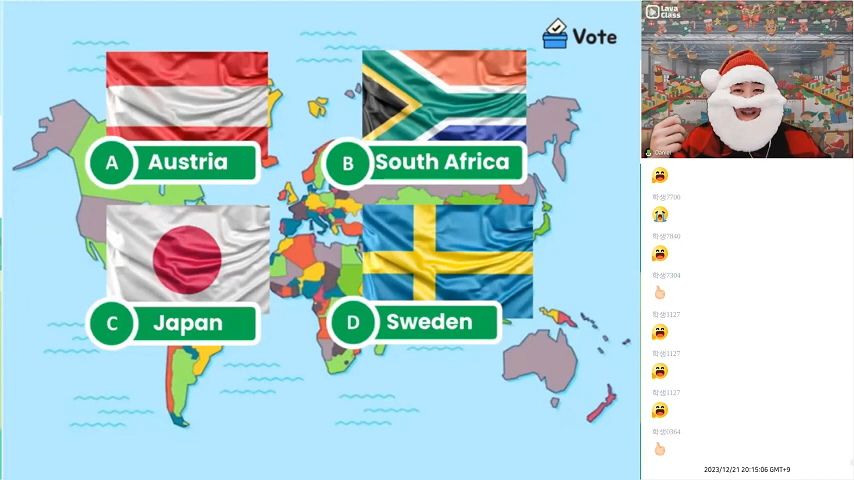 Vote
A Austria
B South Africa
C Japan
D Sweden
Lava
Class
Daniel
학생7700
학생7840
학생7304
학생1127
학생1127
학생1127
학생0364
2023/12/21 20:15:06 GMT+9